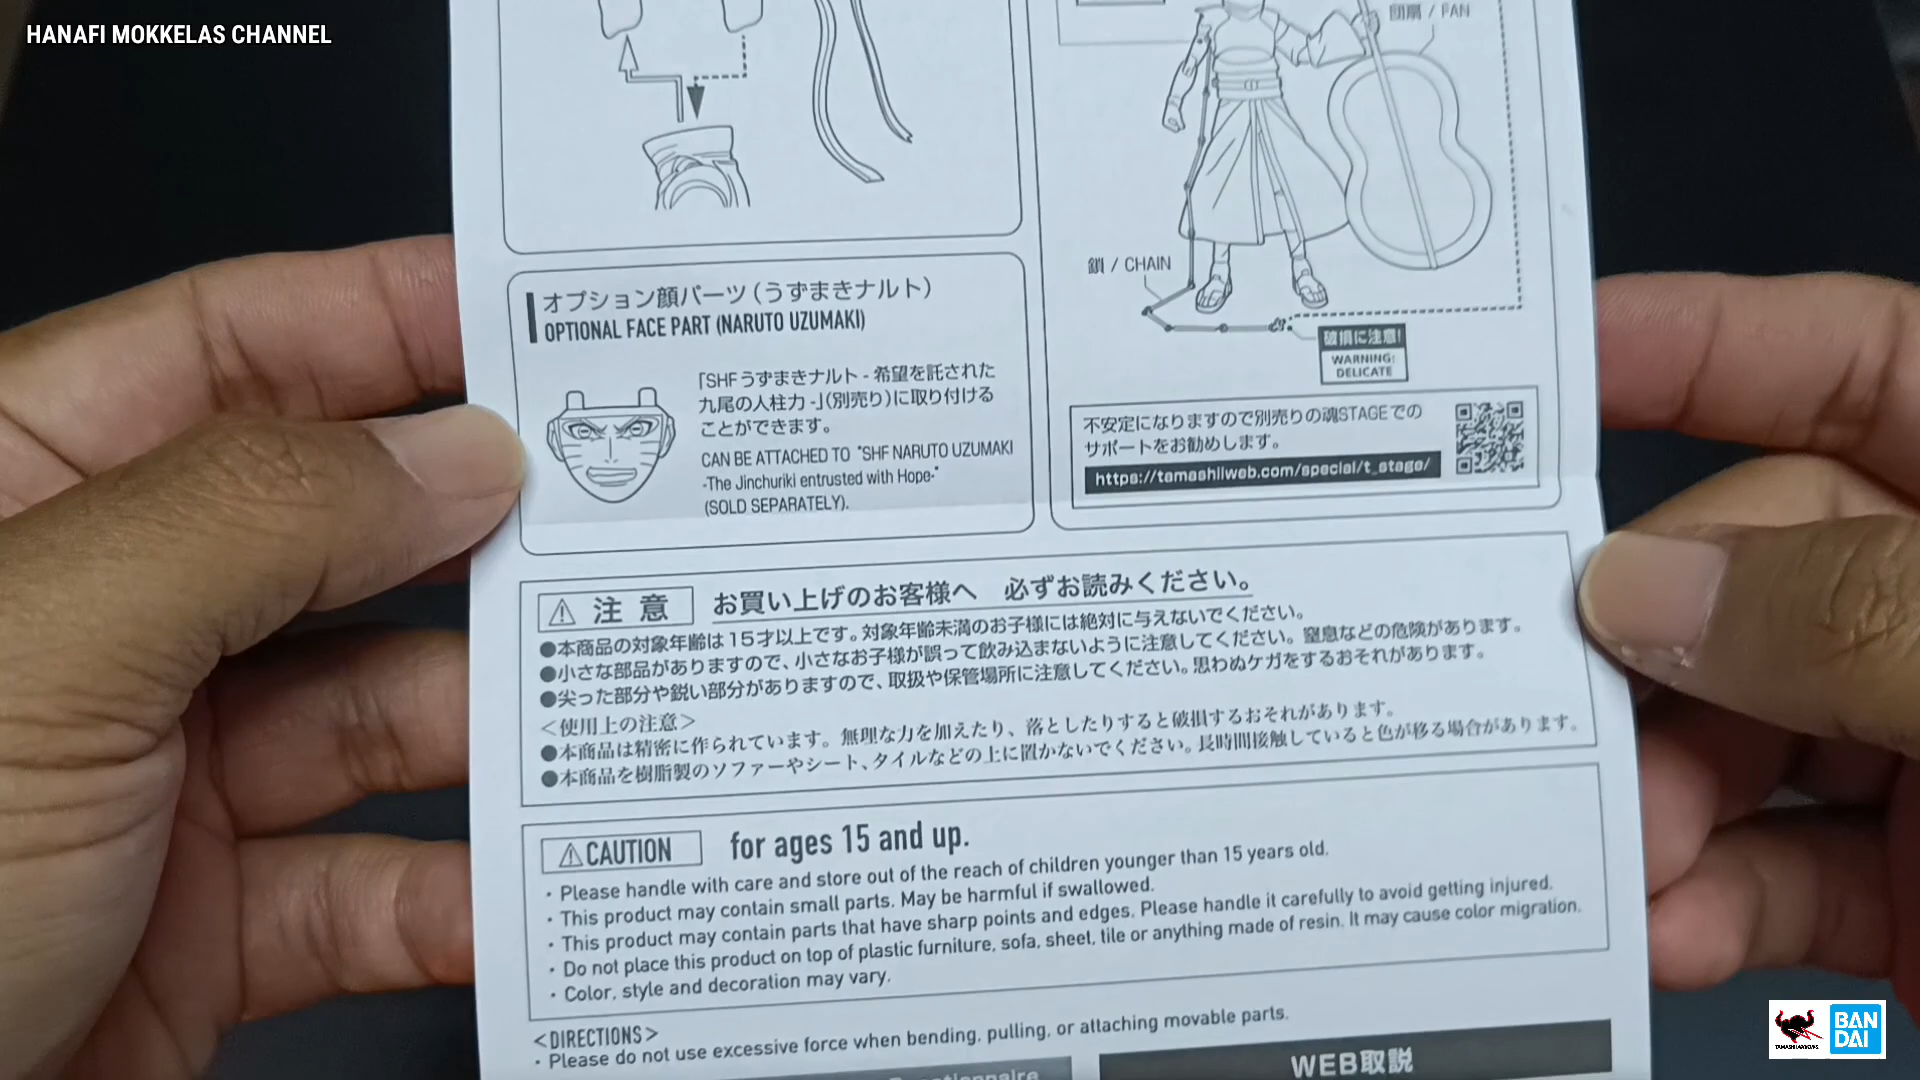 HANAFI MOKKELAS CHANNEL
団扇 / FAN
鎖 / CHAIN
破損に注意!
WARNING:
DELICATE
オプション顔パーツ(うずまきナルト)
OPTIONAL FACE PART (NARUTO UZUMAKI)
「SHFうずまきナルト - 希望を託された
九尾の人柱力 -」(別売り)に取り付ける
ことができます。
CAN BE ATTACHED TO "SHF NARUTO UZUMAKI
-The Jinchuriki entrusted with Hope-"
(SOLD SEPARATELY).
不安定になりますので別売りの魂STAGEでの
サポートをお勧めします。
https://tamashiiweb.com/special/t_stage/
注 意 お買い上げのお客様へ 必ずお読みください。
●本商品の対象年齢は15才以上です。対象年齢未満のお子様には絶対に与えないでください。
●小さな部品がありますので、小さなお子様が誤って飲み込まないように注意してください。窒息などの危険があります。
●尖った部分や鋭い部分がありますので、取扱や保管場所に注意してください。思わぬケガをするおそれがあります。
<使用上の注意>
●本商品は精密に作られています。無理な力を加えたり、落としたりすると破損するおそれがあります。
●本商品を樹脂製のソファーやシート、タイルなどの上に置かないでください。長時間接触していると色が移る場合があります。
CAUTION for ages 15 and up.
・Please handle with care and store out of the reach of children younger than 15 years old.
・This product may contain small parts. May be harmful if swallowed.
・This product may contain parts that have sharp points and edges. Please handle it carefully to avoid getting injured.
・Do not place this product on top of plastic furniture, sofa, sheet, tile or anything made of resin. It may cause color migration.
・Color, style and decoration may vary.
<DIRECTIONS>
・Please do not use excessive force when bending, pulling, or attaching movable parts.
WEB取説
BAN
DAI